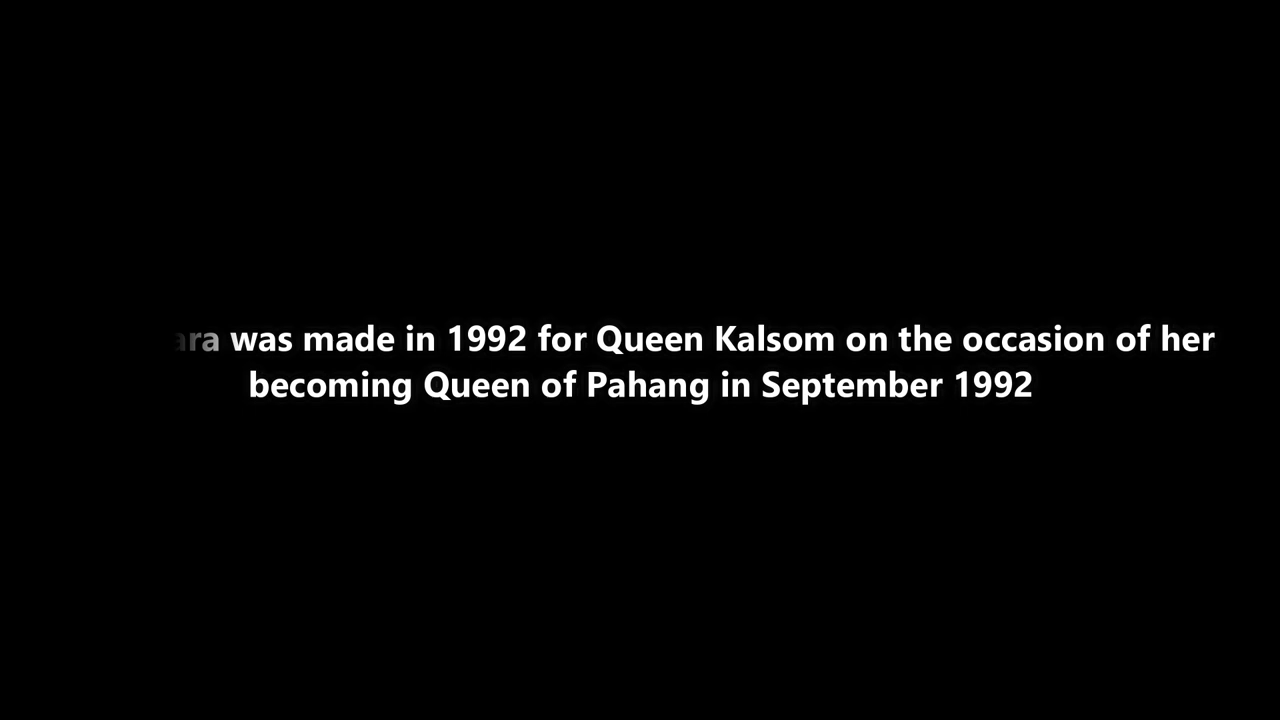 was made in 1992 for Queen Kalsom on the occasion of her
becoming Queen of Pahang in September 1992